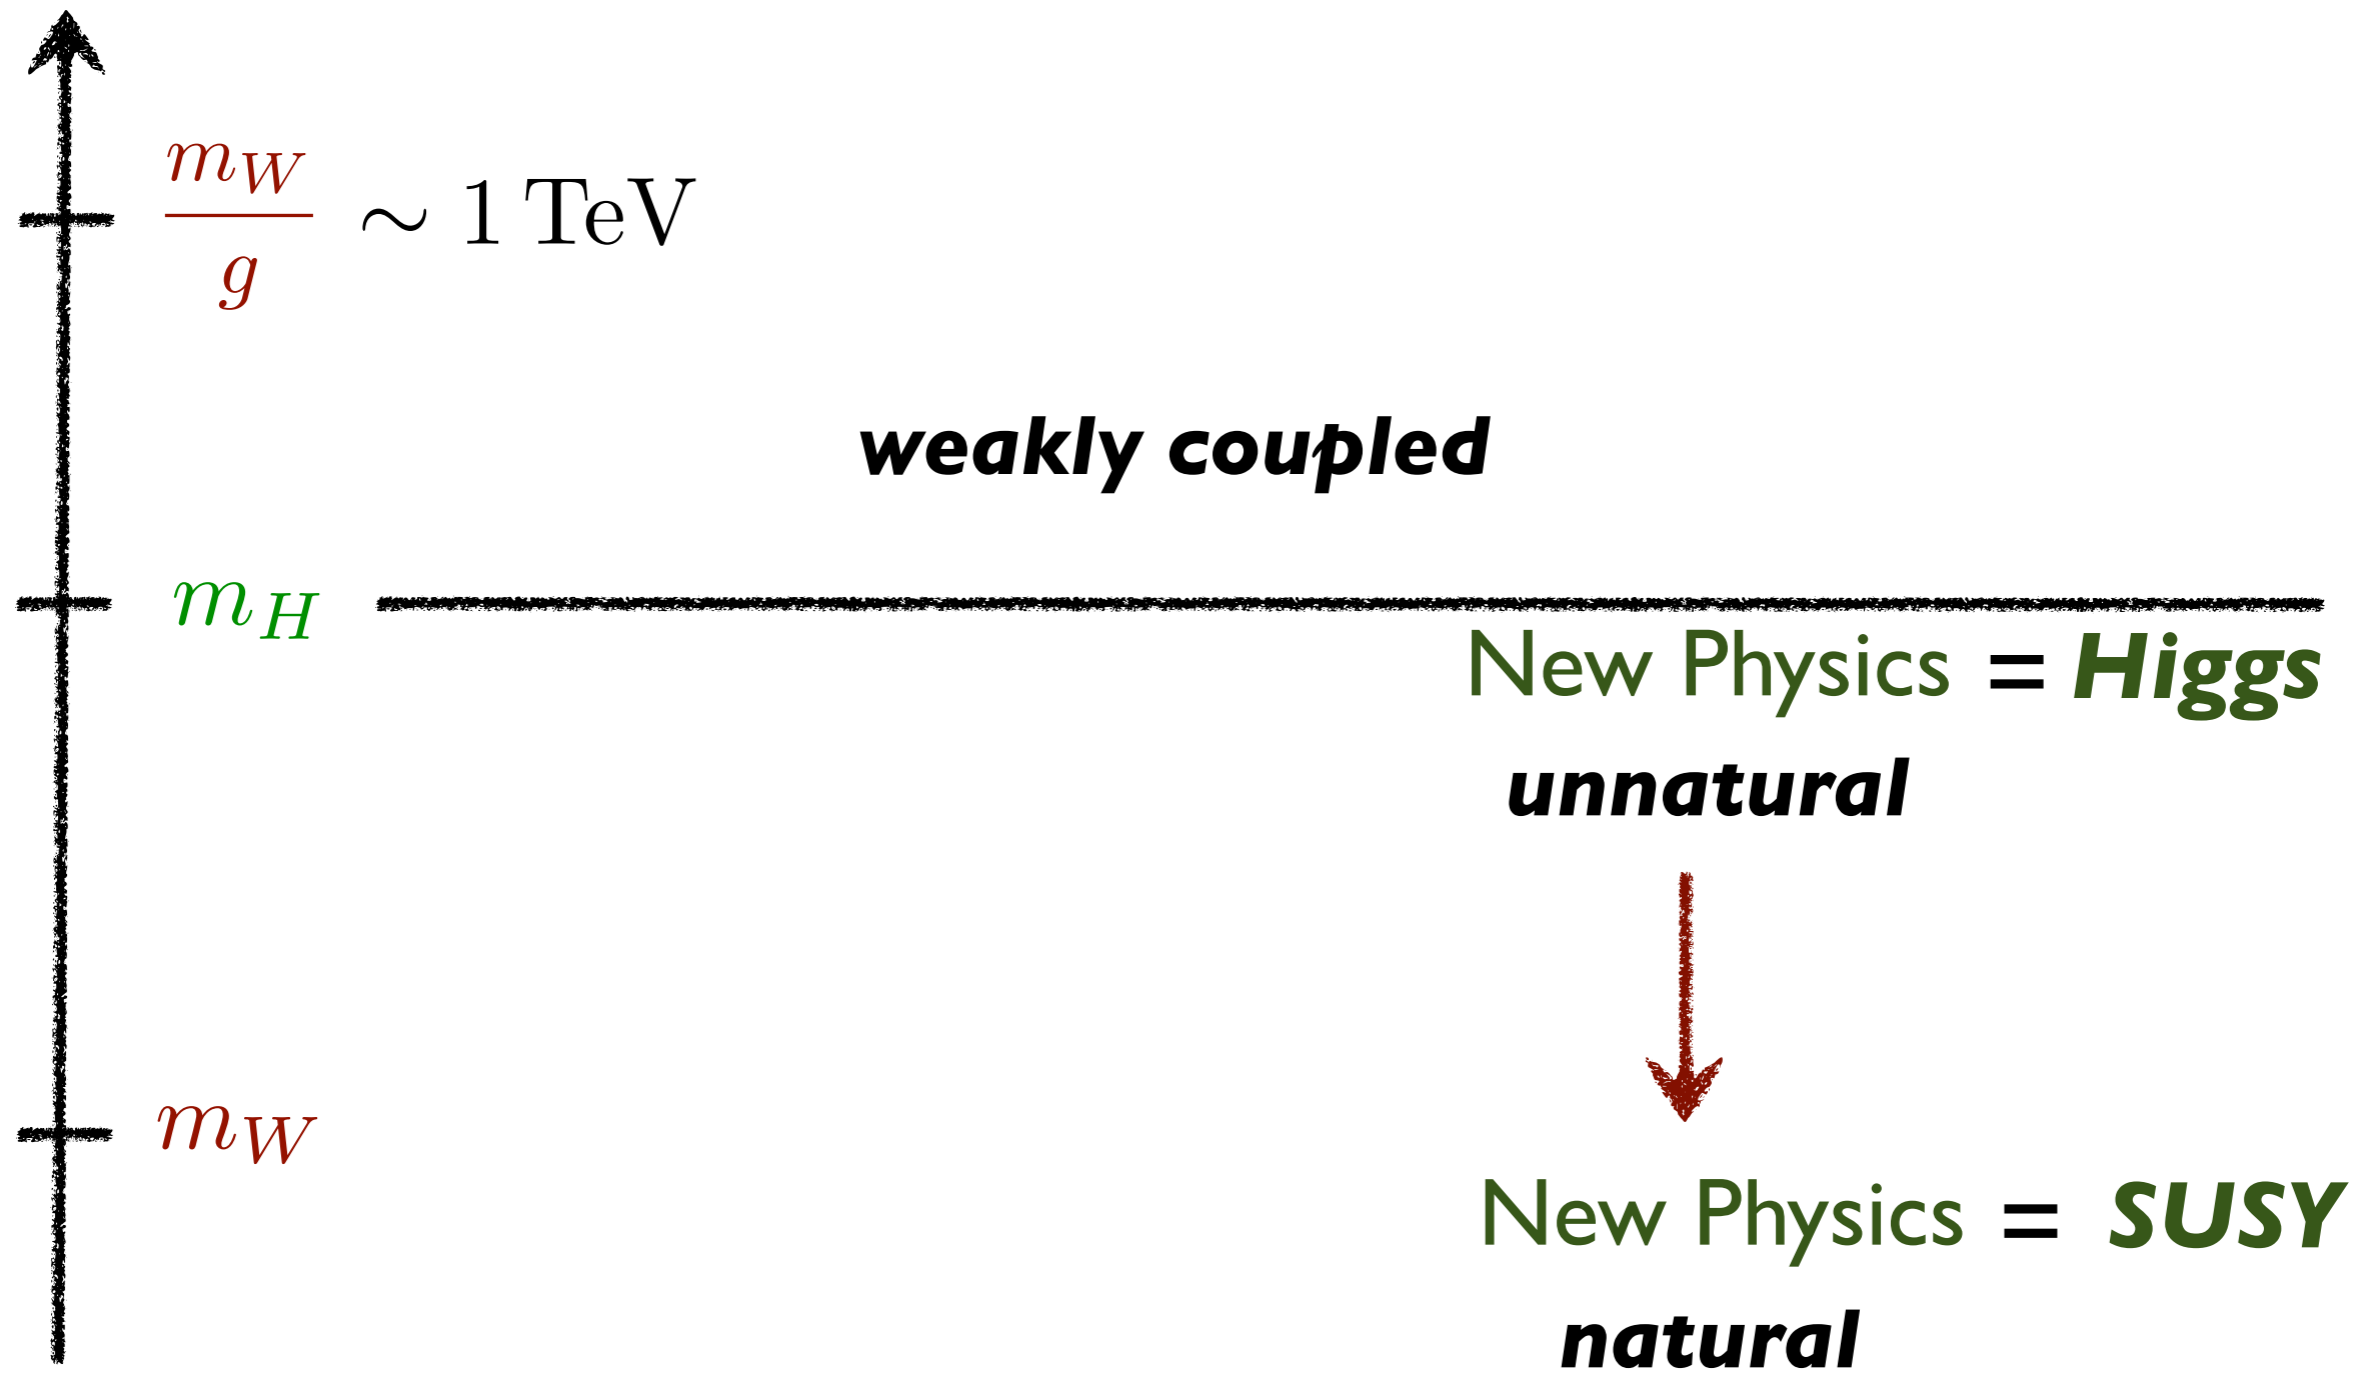 m_W / g ∼ 1 TeV
weakly coupled
m_H
New Physics = Higgs
unnatural
m_W
New Physics = SUSY
natural